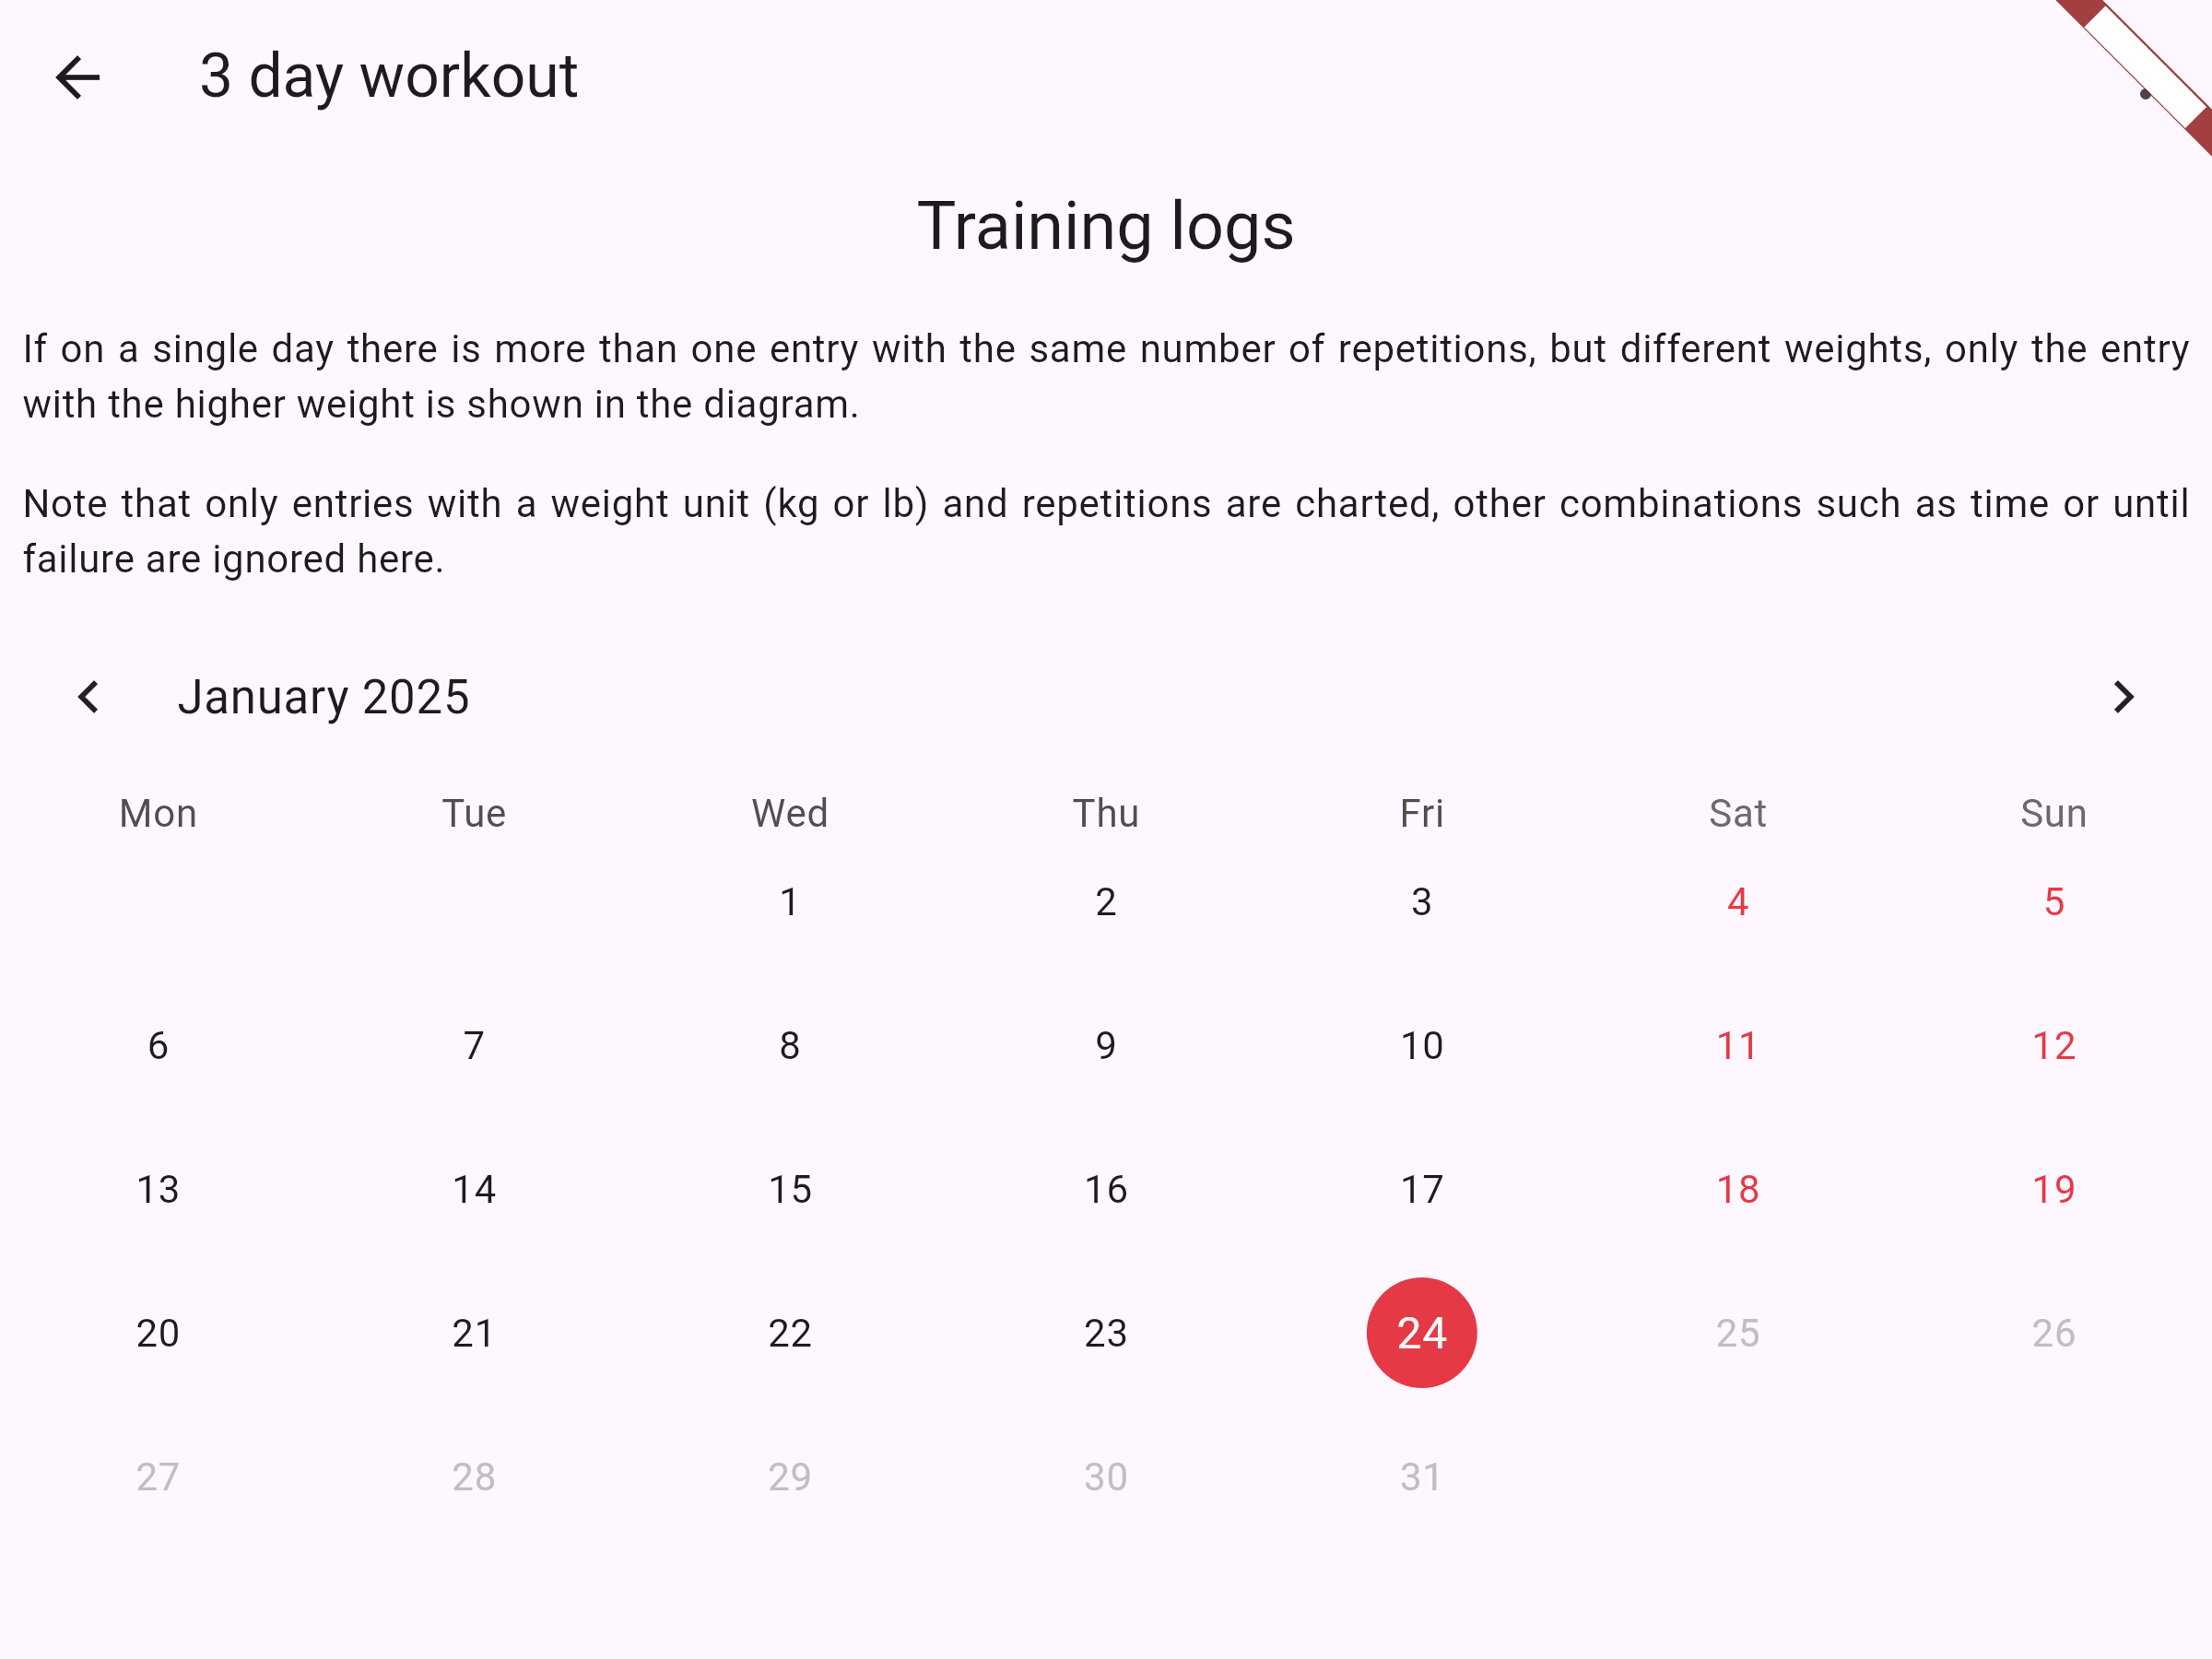 3 day workout
Training logs
If on a single day there is more than one entry with the same number of repetitions, but different weights, only the entry
with the higher weight is shown in the diagram.
Note that only entries with a weight unit (kg or lb) and repetitions are charted, other combinations such as time or until
failure are ignored here.
January 2025
Mon Tue Wed Thu Fri Sat Sun
1 2 3 4 5
6 7 8 9 10 11 12
13 14 15 16 17 18 19
20 21 22 23 24 25 26
27 28 29 30 31